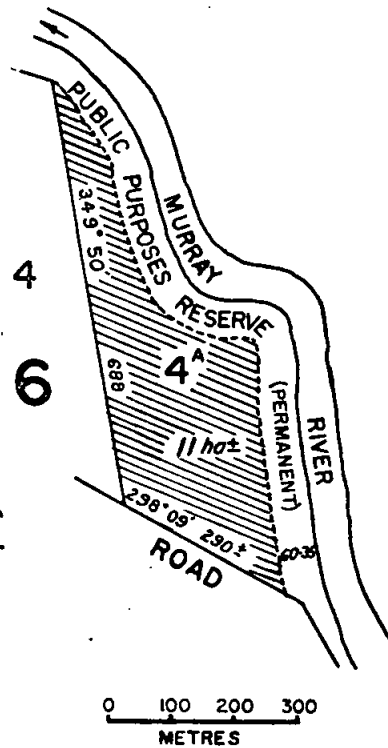 PUBLIC PURPOSES RESERVE
(PERMANENT)
MURRAY RIVER
349° 50'
4
6
4A
688
11 ha±
298° 09'
290±
60·35
ROAD
0 100 200 300
METRES